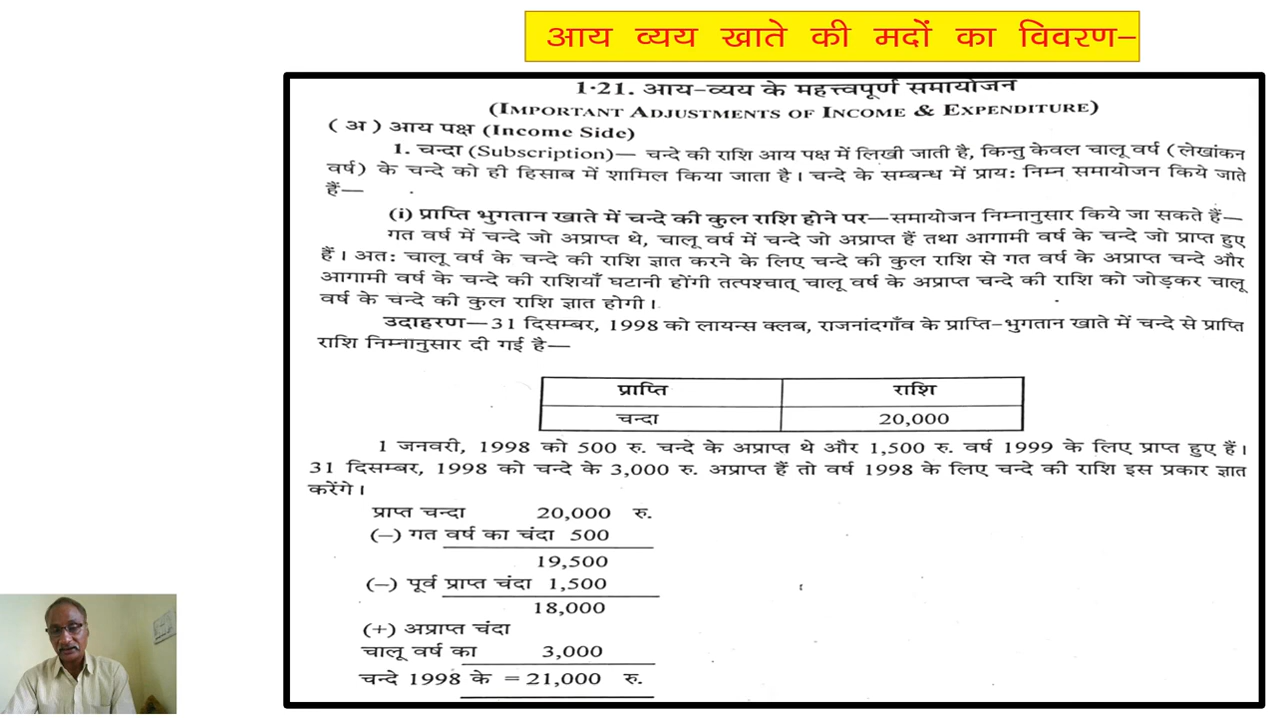 आय व्यय खाते की मदों का विवरण–
1·21. आय-व्यय के महत्त्वपूर्ण समायोजन
(IMPORTANT ADJUSTMENTS OF INCOME & EXPENDITURE)
( अ ) आय पक्ष (Income Side)
1. चन्दा (Subscription)— चन्दे की राशि आय पक्ष में लिखी जाती है, किन्तु केवल चालू वर्ष (लेखांकन
वर्ष) के चन्दे को ही हिसाब में शामिल किया जाता है। चन्दे के सम्बन्ध में प्राय: निम्न समायोजन किये जाते
हैं—
(i) प्राप्ति भुगतान खाते में चन्दे की कुल राशि होने पर—समायोजन निम्नानुसार किये जा सकते हैं—
गत वर्ष में चन्दे जो अप्राप्त थे, चालू वर्ष में चन्दे जो अप्राप्त हैं तथा आगामी वर्ष के चन्दे जो प्राप्त हुए
हैं। अत: चालू वर्ष के चन्दे की राशि ज्ञात करने के लिए चन्दे की कुल राशि से गत वर्ष के अप्राप्त चन्दे और
आगामी वर्ष के चन्दे की राशियाँ घटानी होंगी तत्पश्चात् चालू वर्ष के अप्राप्त चन्दे की राशि को जोड़कर चालू
वर्ष के चन्दे की कुल राशि ज्ञात होगी।
उदाहरण—31 दिसम्बर, 1998 को लायन्स क्लब, राजनांदगाँव के प्राप्ति-भुगतान खाते में चन्दे से प्राप्ति
राशि निम्नानुसार दी गई है—
प्राप्ति राशि
चन्दा 20,000
1 जनवरी, 1998 को 500 रु. चन्दे के अप्राप्त थे और 1,500 रु. वर्ष 1999 के लिए प्राप्त हुए हैं।
31 दिसम्बर, 1998 को चन्दे के 3,000 रु. अप्राप्त हैं तो वर्ष 1998 के लिए चन्दे की राशि इस प्रकार ज्ञात
करेंगे।
प्राप्त चन्दा 20,000 रु.
(—) गत वर्ष का चंदा 500
19,500
(—) पूर्व प्राप्त चंदा 1,500
18,000
(+) अप्राप्त चंदा
चालू वर्ष का 3,000
चन्दे 1998 के = 21,000 रु.